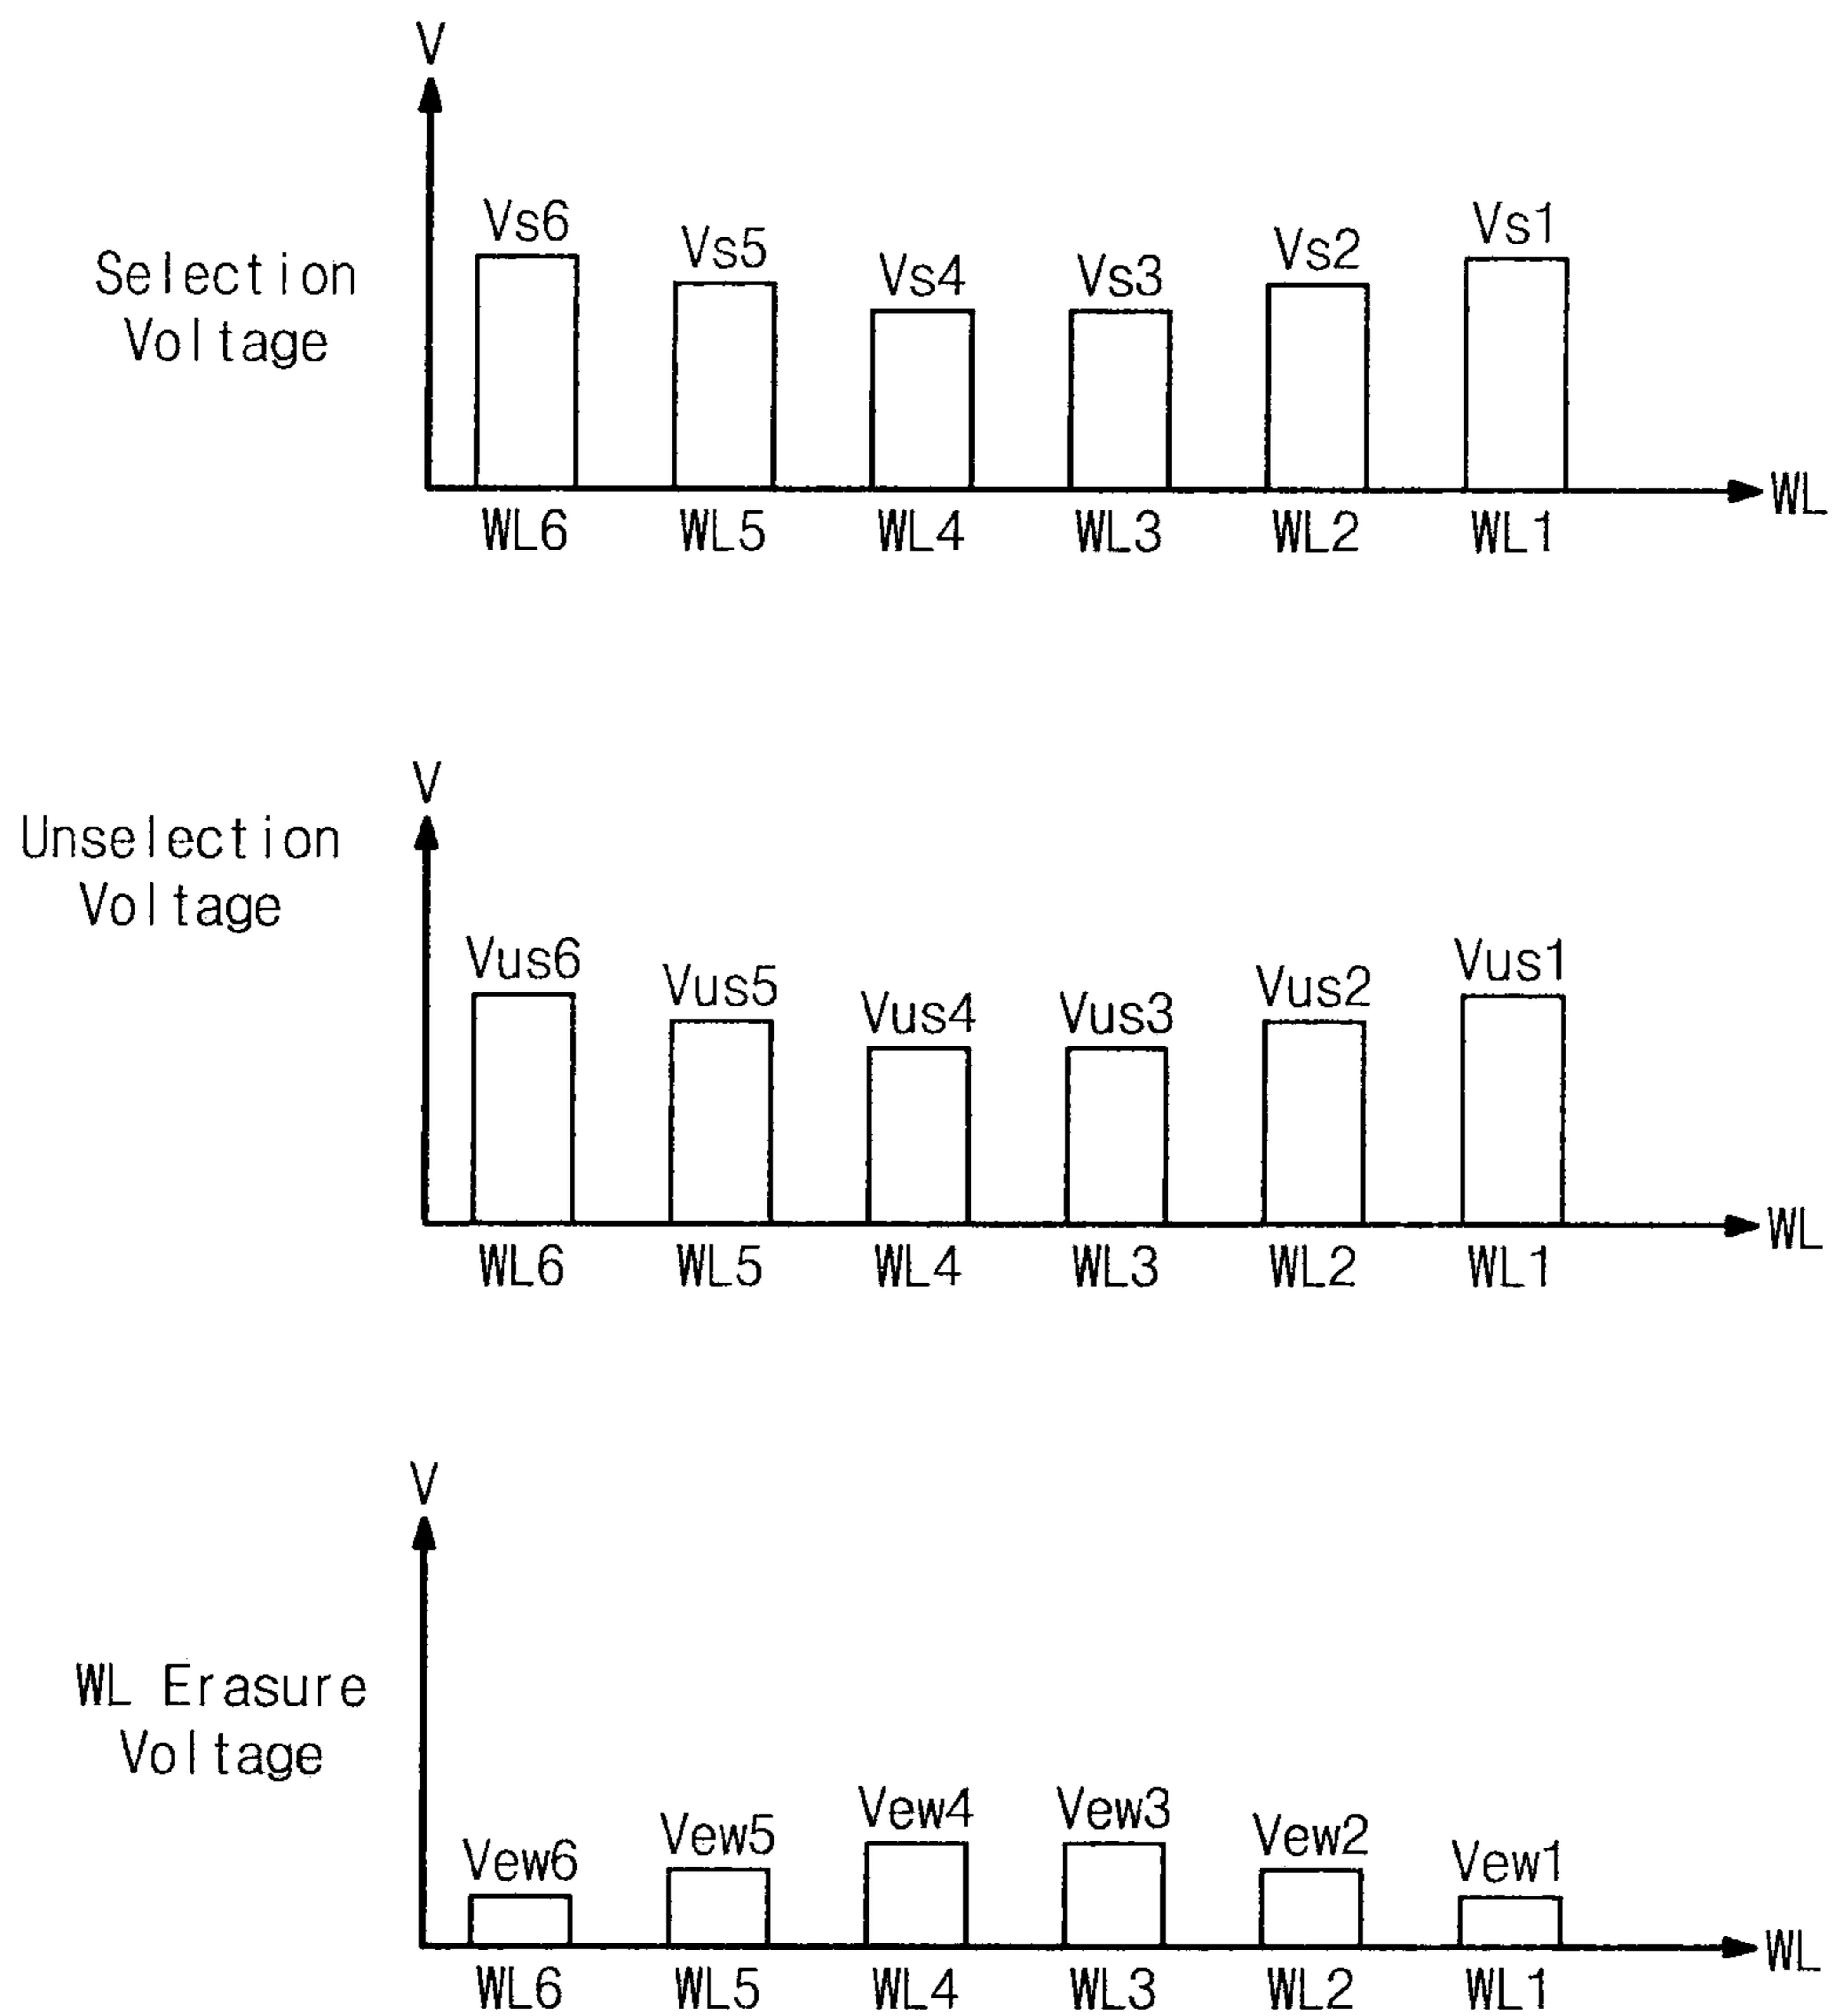 V
Vs6 Vs5 Vs4 Vs3 Vs2 Vs1
Selection
Voltage
WL6 WL5 WL4 WL3 WL2 WL1 WL
V
Unselection
Voltage
Vus6 Vus5 Vus4 Vus3 Vus2 Vus1
WL6 WL5 WL4 WL3 WL2 WL1 WL
V
WL Erasure
Voltage
Vew6 Vew5 Vew4 Vew3 Vew2 Vew1
WL6 WL5 WL4 WL3 WL2 WL1 WL